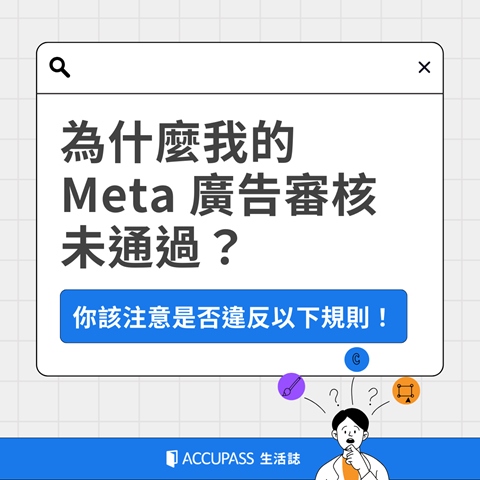 為什麼我的
Meta 廣告審核
未通過？
你該注意是否違反以下規則！
C
? ?
ACCUPASS 生活誌